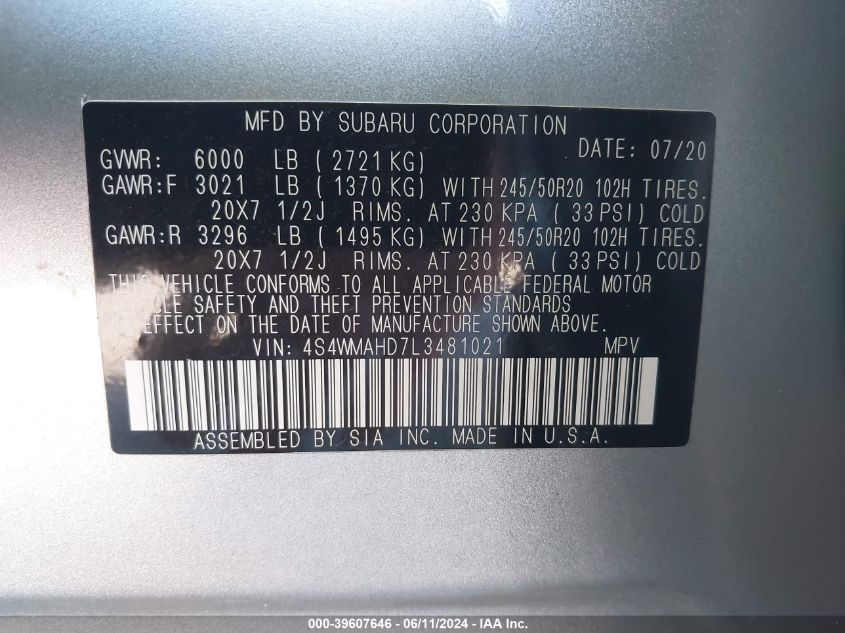 MFD BY SUBARU CORPORATION
DATE: 07/20
GVWR: 6000 LB ( 2721 KG)
GAWR:F 3021 LB ( 1370 KG) WITH 245/50R20 102H TIRES.
20X7 1/2J RIMS. AT 230 KPA ( 33 PSI) COLD
GAWR:R 3296 LB ( 1495 KG) WITH 245/50R20 102H TIRES.
20X7 1/2J RIMS. AT 230 KPA ( 33 PSI) COLD
THIS VEHICLE CONFORMS TO ALL APPLICABLE FEDERAL MOTOR
VEHICLE SAFETY AND THEFT PREVENTION STANDARDS
IN EFFECT ON THE DATE OF MANUFACTURE SHOWN ABOVE.
VIN: 4S4WMAHD7L3481021 MPV
ASSEMBLED BY SIA INC. MADE IN U.S.A.
000-39607646 - 06/11/2024 - IAA Inc.